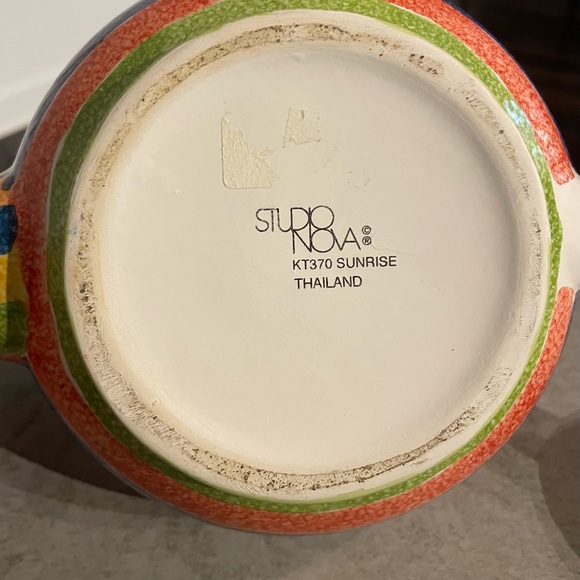 STUDIO
NOVA©®
KT370 SUNRISE
THAILAND